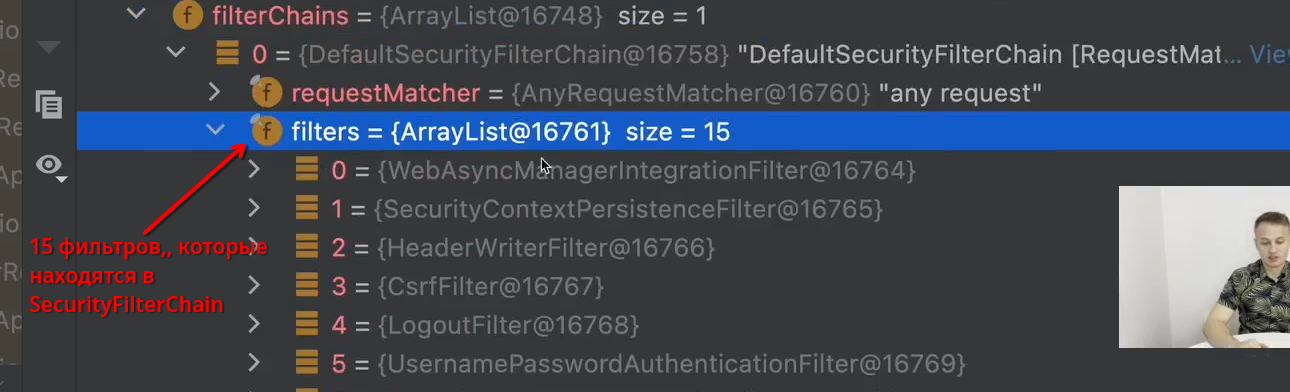 filterChains = {ArrayList@16748} size = 1
0 = {DefaultSecurityFilterChain@16758} "DefaultSecurityFilterChain [RequestMat... View
requestMatcher = {AnyRequestMatcher@16760} "any request"
filters = {ArrayList@16761} size = 15
0 = {WebAsyncManagerIntegrationFilter@16764}
1 = {SecurityContextPersistenceFilter@16765}
2 = {HeaderWriterFilter@16766}
3 = {CsrfFilter@16767}
4 = {LogoutFilter@16768}
5 = {UsernamePasswordAuthenticationFilter@16769}
15 фильтров,, которые
находятся в
SecurityFilterChain